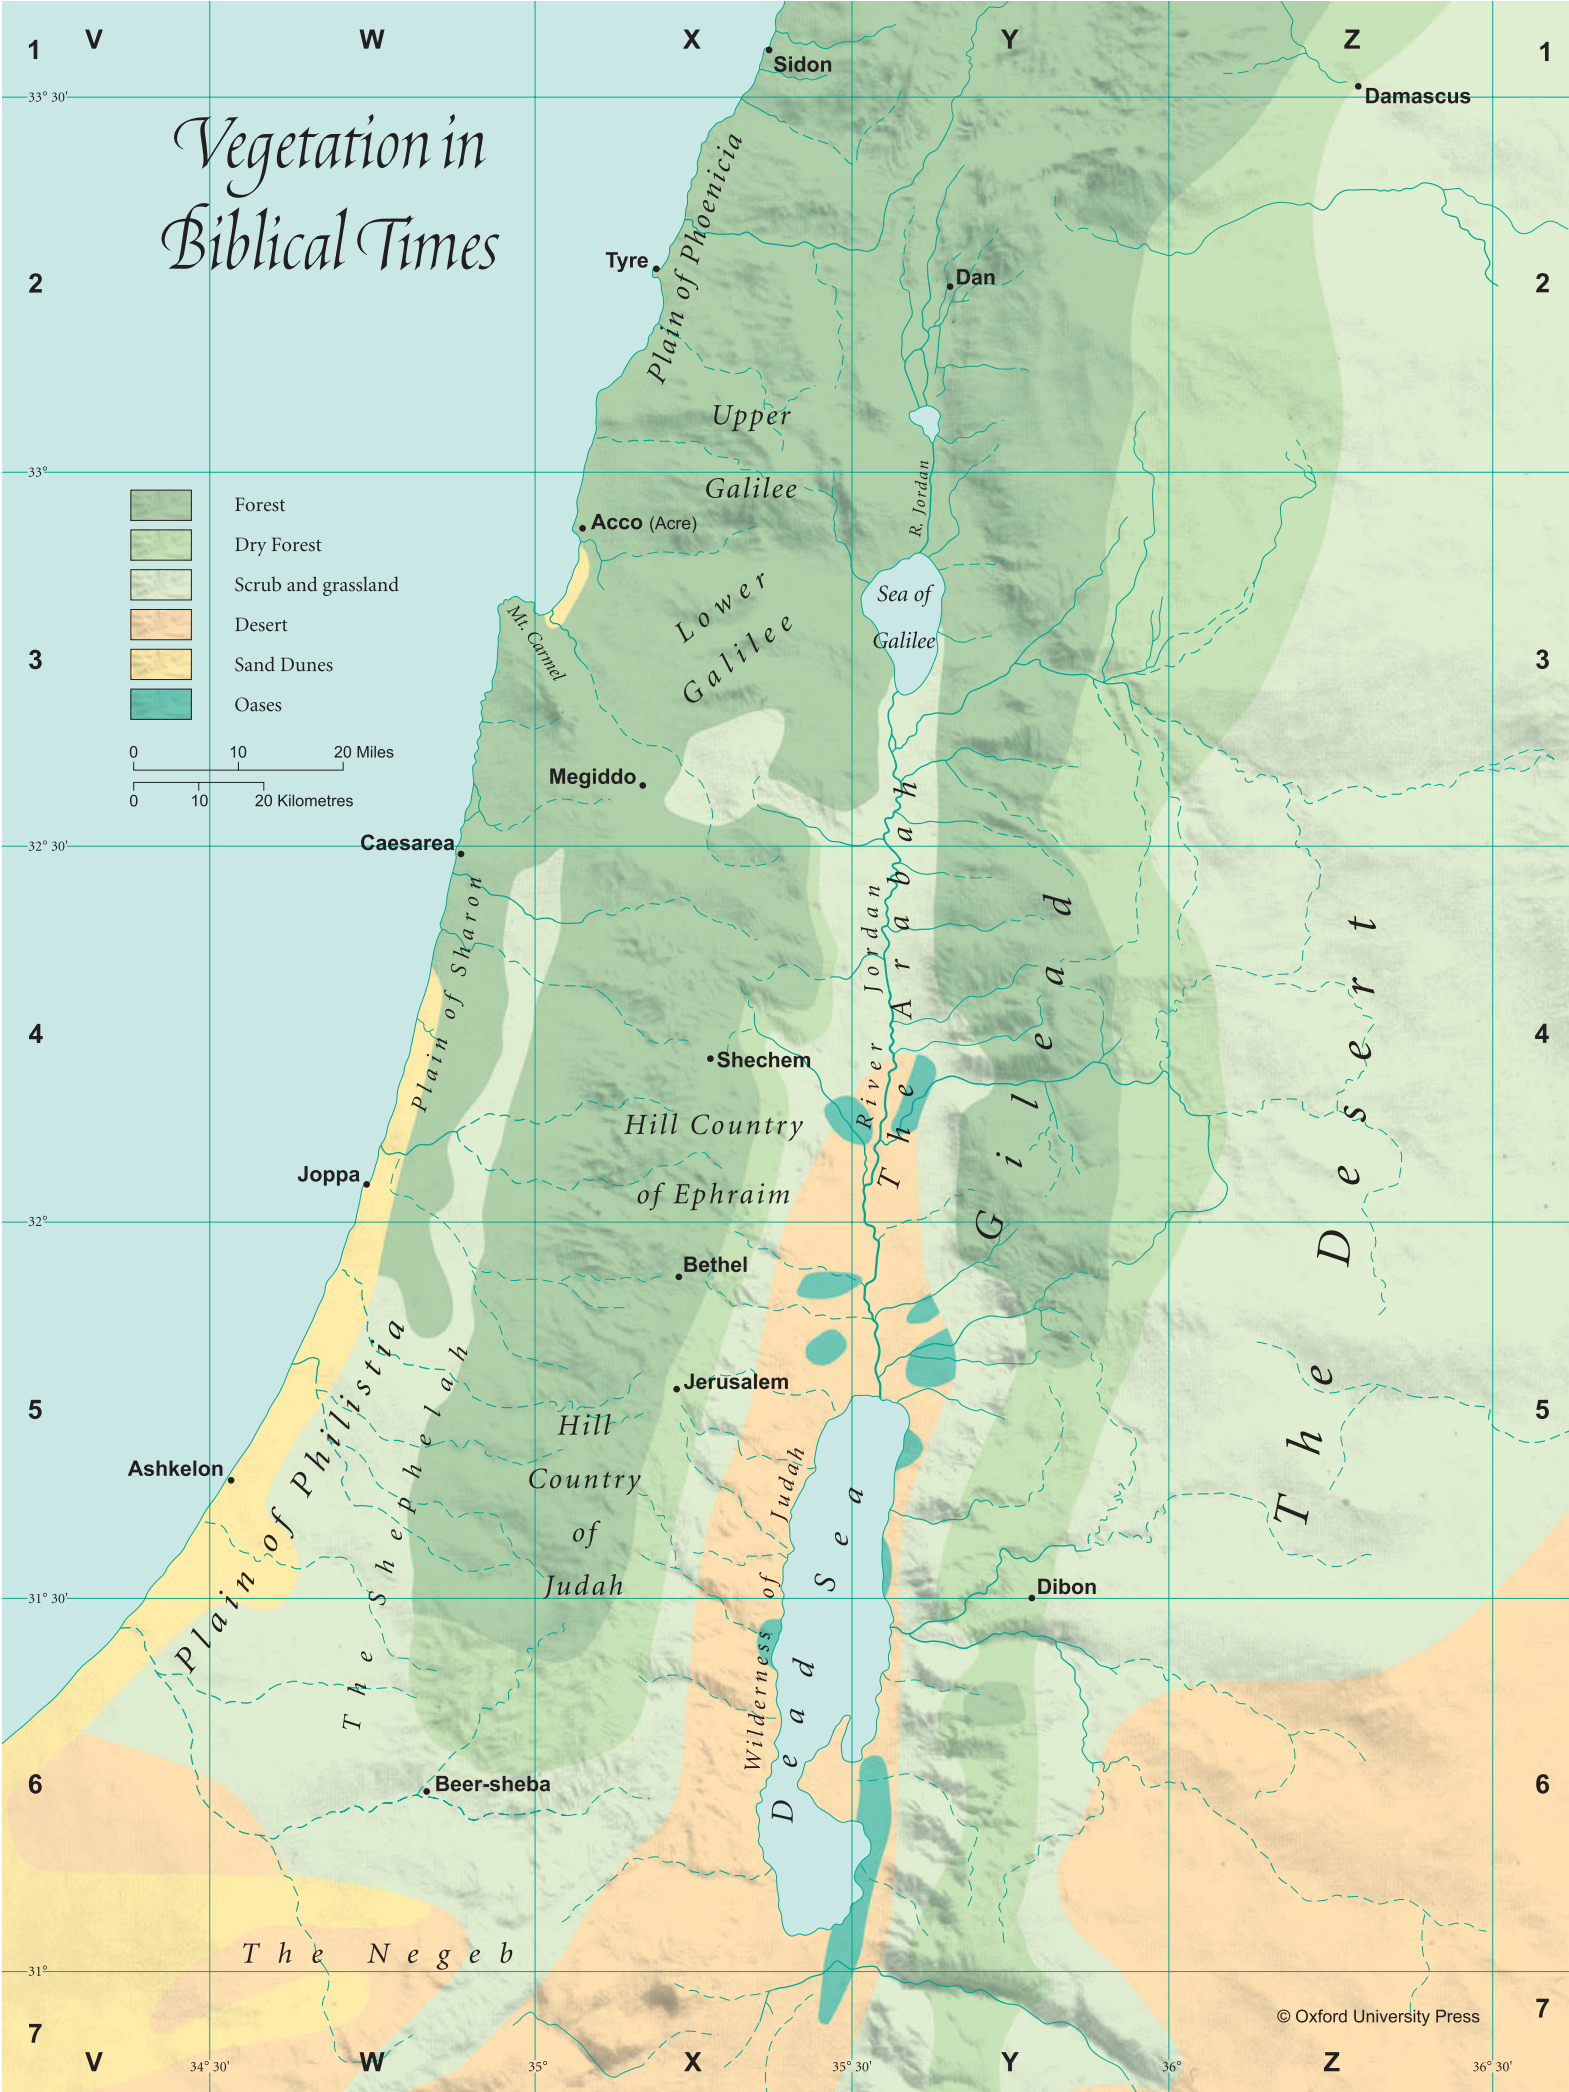 V W X Y Z
1 1
Sidon
33° 30'
Damascus
Vegetation in
Biblical Times
Plain of Phoenicia
Tyre
Dan
2 2
Upper
33°
Galilee
R. Jordan
Forest
Acco (Acre)
Dry Forest
Scrub and grassland
Sea of
Galilee
Lower
Galilee
Desert
Mt. Carmel
3 3
Sand Dunes
Oases
0 10 20 Miles
0 10 20 Kilometres
Megiddo
Caesarea
32° 30'
Plain of Sharon
River Jordan
The Arabah
Gilead
The Desert
4 4
Shechem
Hill Country
of Ephraim
Joppa
32°
Bethel
Jerusalem
5 5
Hill
Country
of
Judah
Ashkelon
Plain of Philistia
The Shephelah
Wilderness of Judah
Dead Sea
Dibon
31° 30'
6 6
Beer-sheba
The Negeb
31°
© Oxford University Press
7 7
V W X Y Z
34° 30' 35° 35° 30' 36° 36° 30'